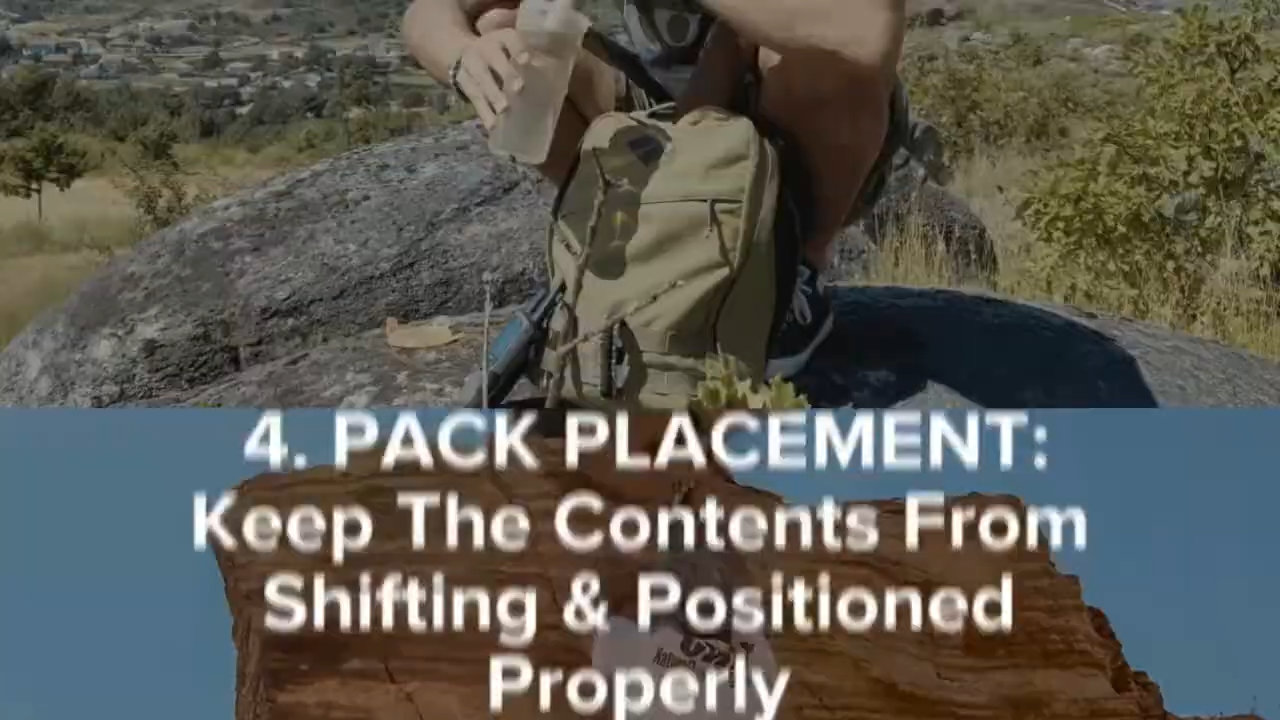 4. PACK PLACEMENT:
Keep The Contents From
Shifting & Positioned
Properly